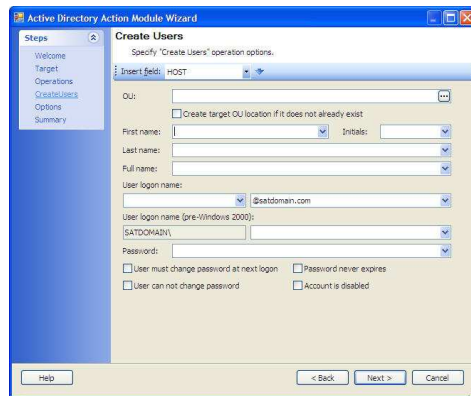 Active Directory Action Module Wizard
Steps
Welcome
Target
Operations
CreateUsers
Options
Summary
Create Users
Specify "Create Users" operation options.
Insert field: HOST
OU:
Create target OU location if it does not already exist
First name: Initials:
Last name:
Full name:
User logon name:
@satdomain.com
User logon name (pre-Windows 2000):
SATDOMAIN\
Password:
User must change password at next logon Password never expires
User can not change password Account is disabled
Help < Back Next > Cancel